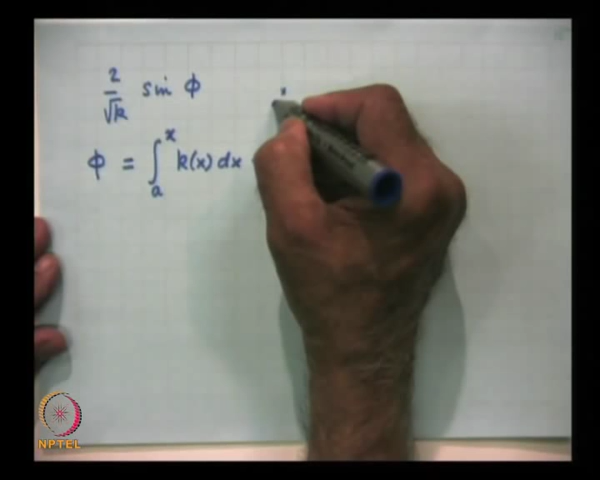 2/√k sin ϕ
ϕ = ∫ₐˣ k(x) dx
NPTEL